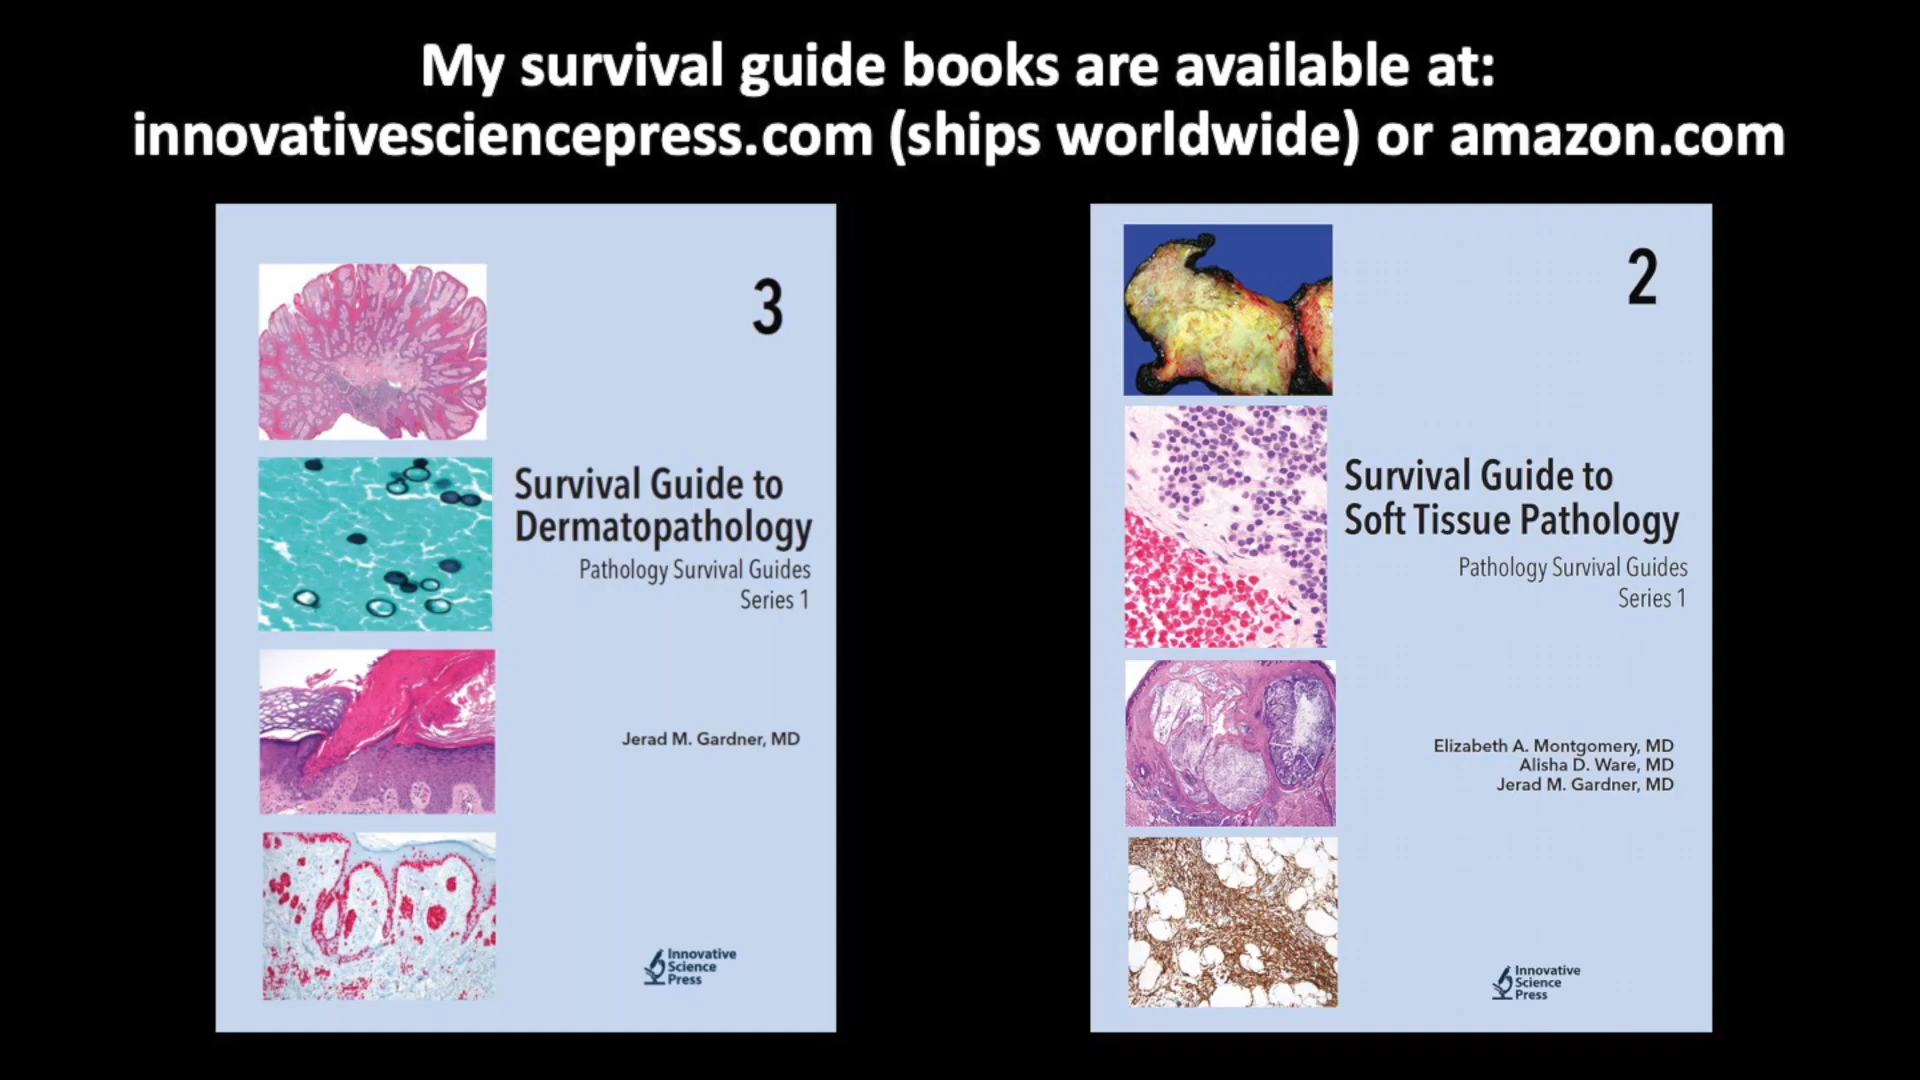 My survival guide books are available at:
innovativesciencepress.com (ships worldwide) or amazon.com
3
Survival Guide to
Dermatopathology
Pathology Survival Guides
Series 1
Jerad M. Gardner, MD
Innovative
Science
Press
2
Survival Guide to
Soft Tissue Pathology
Pathology Survival Guides
Series 1
Elizabeth A. Montgomery, MD
Alisha D. Ware, MD
Jerad M. Gardner, MD
Innovative
Science
Press